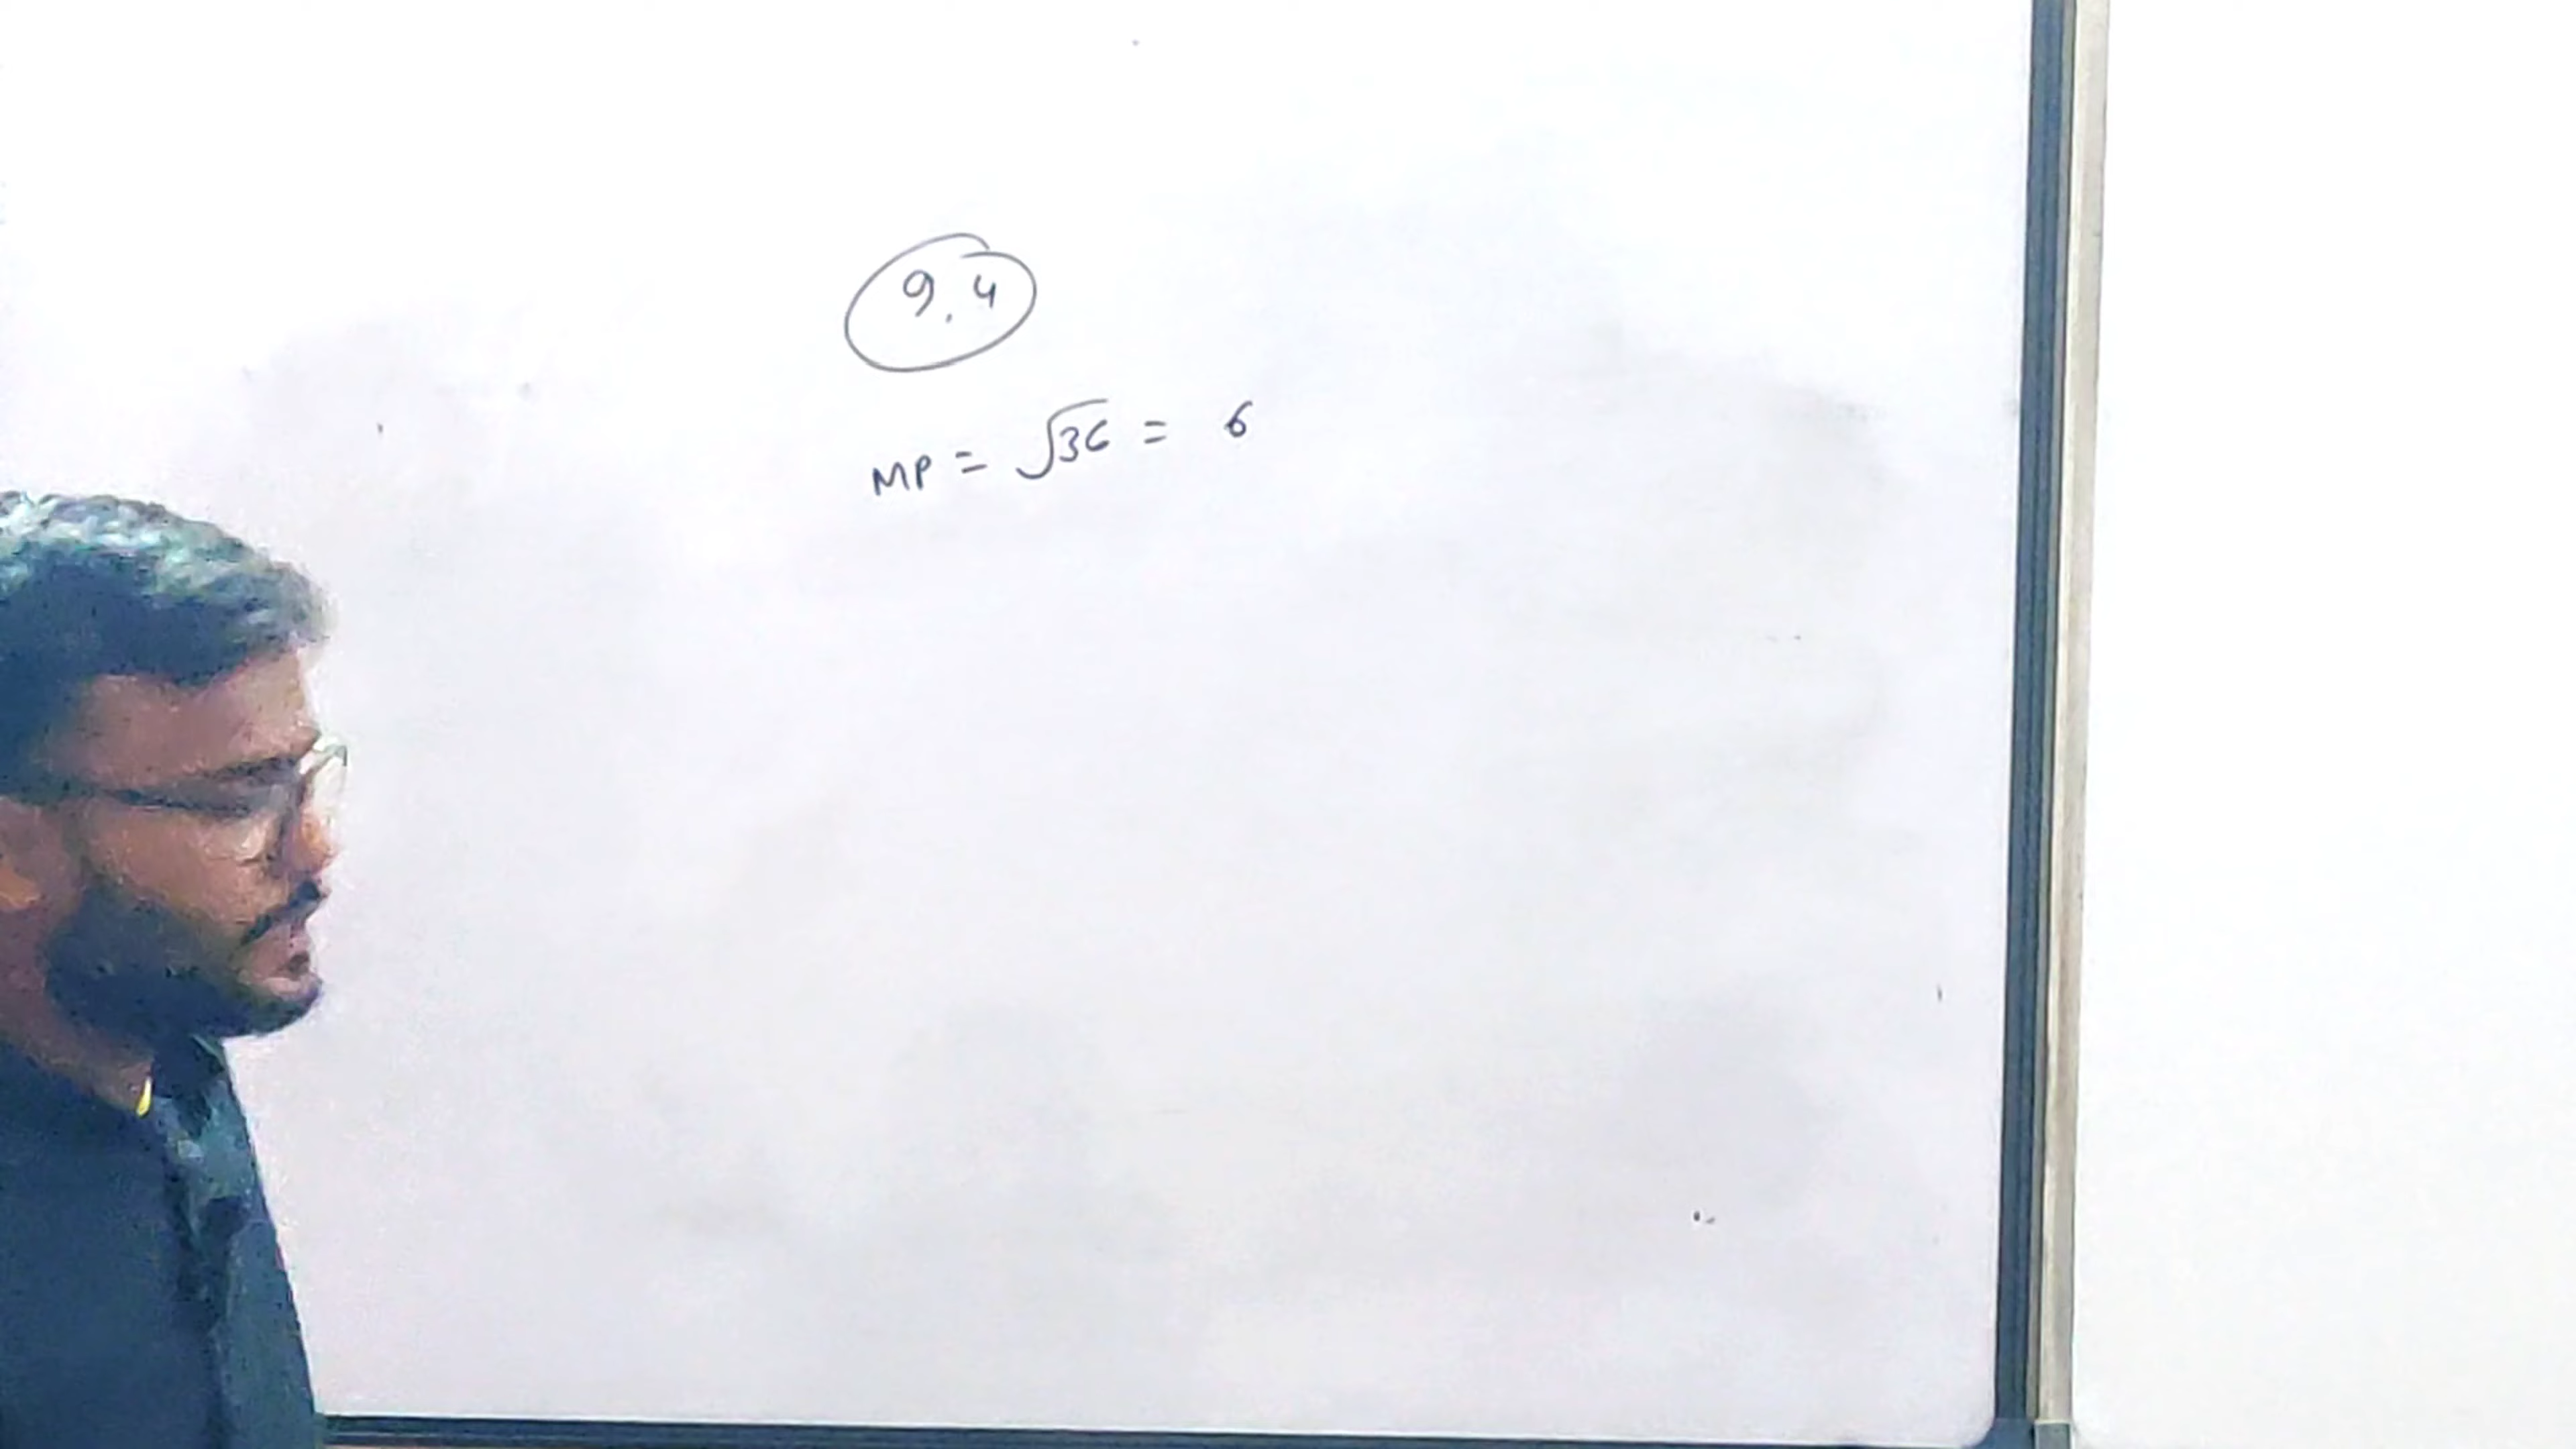 9, 4
MP = √36 = 6